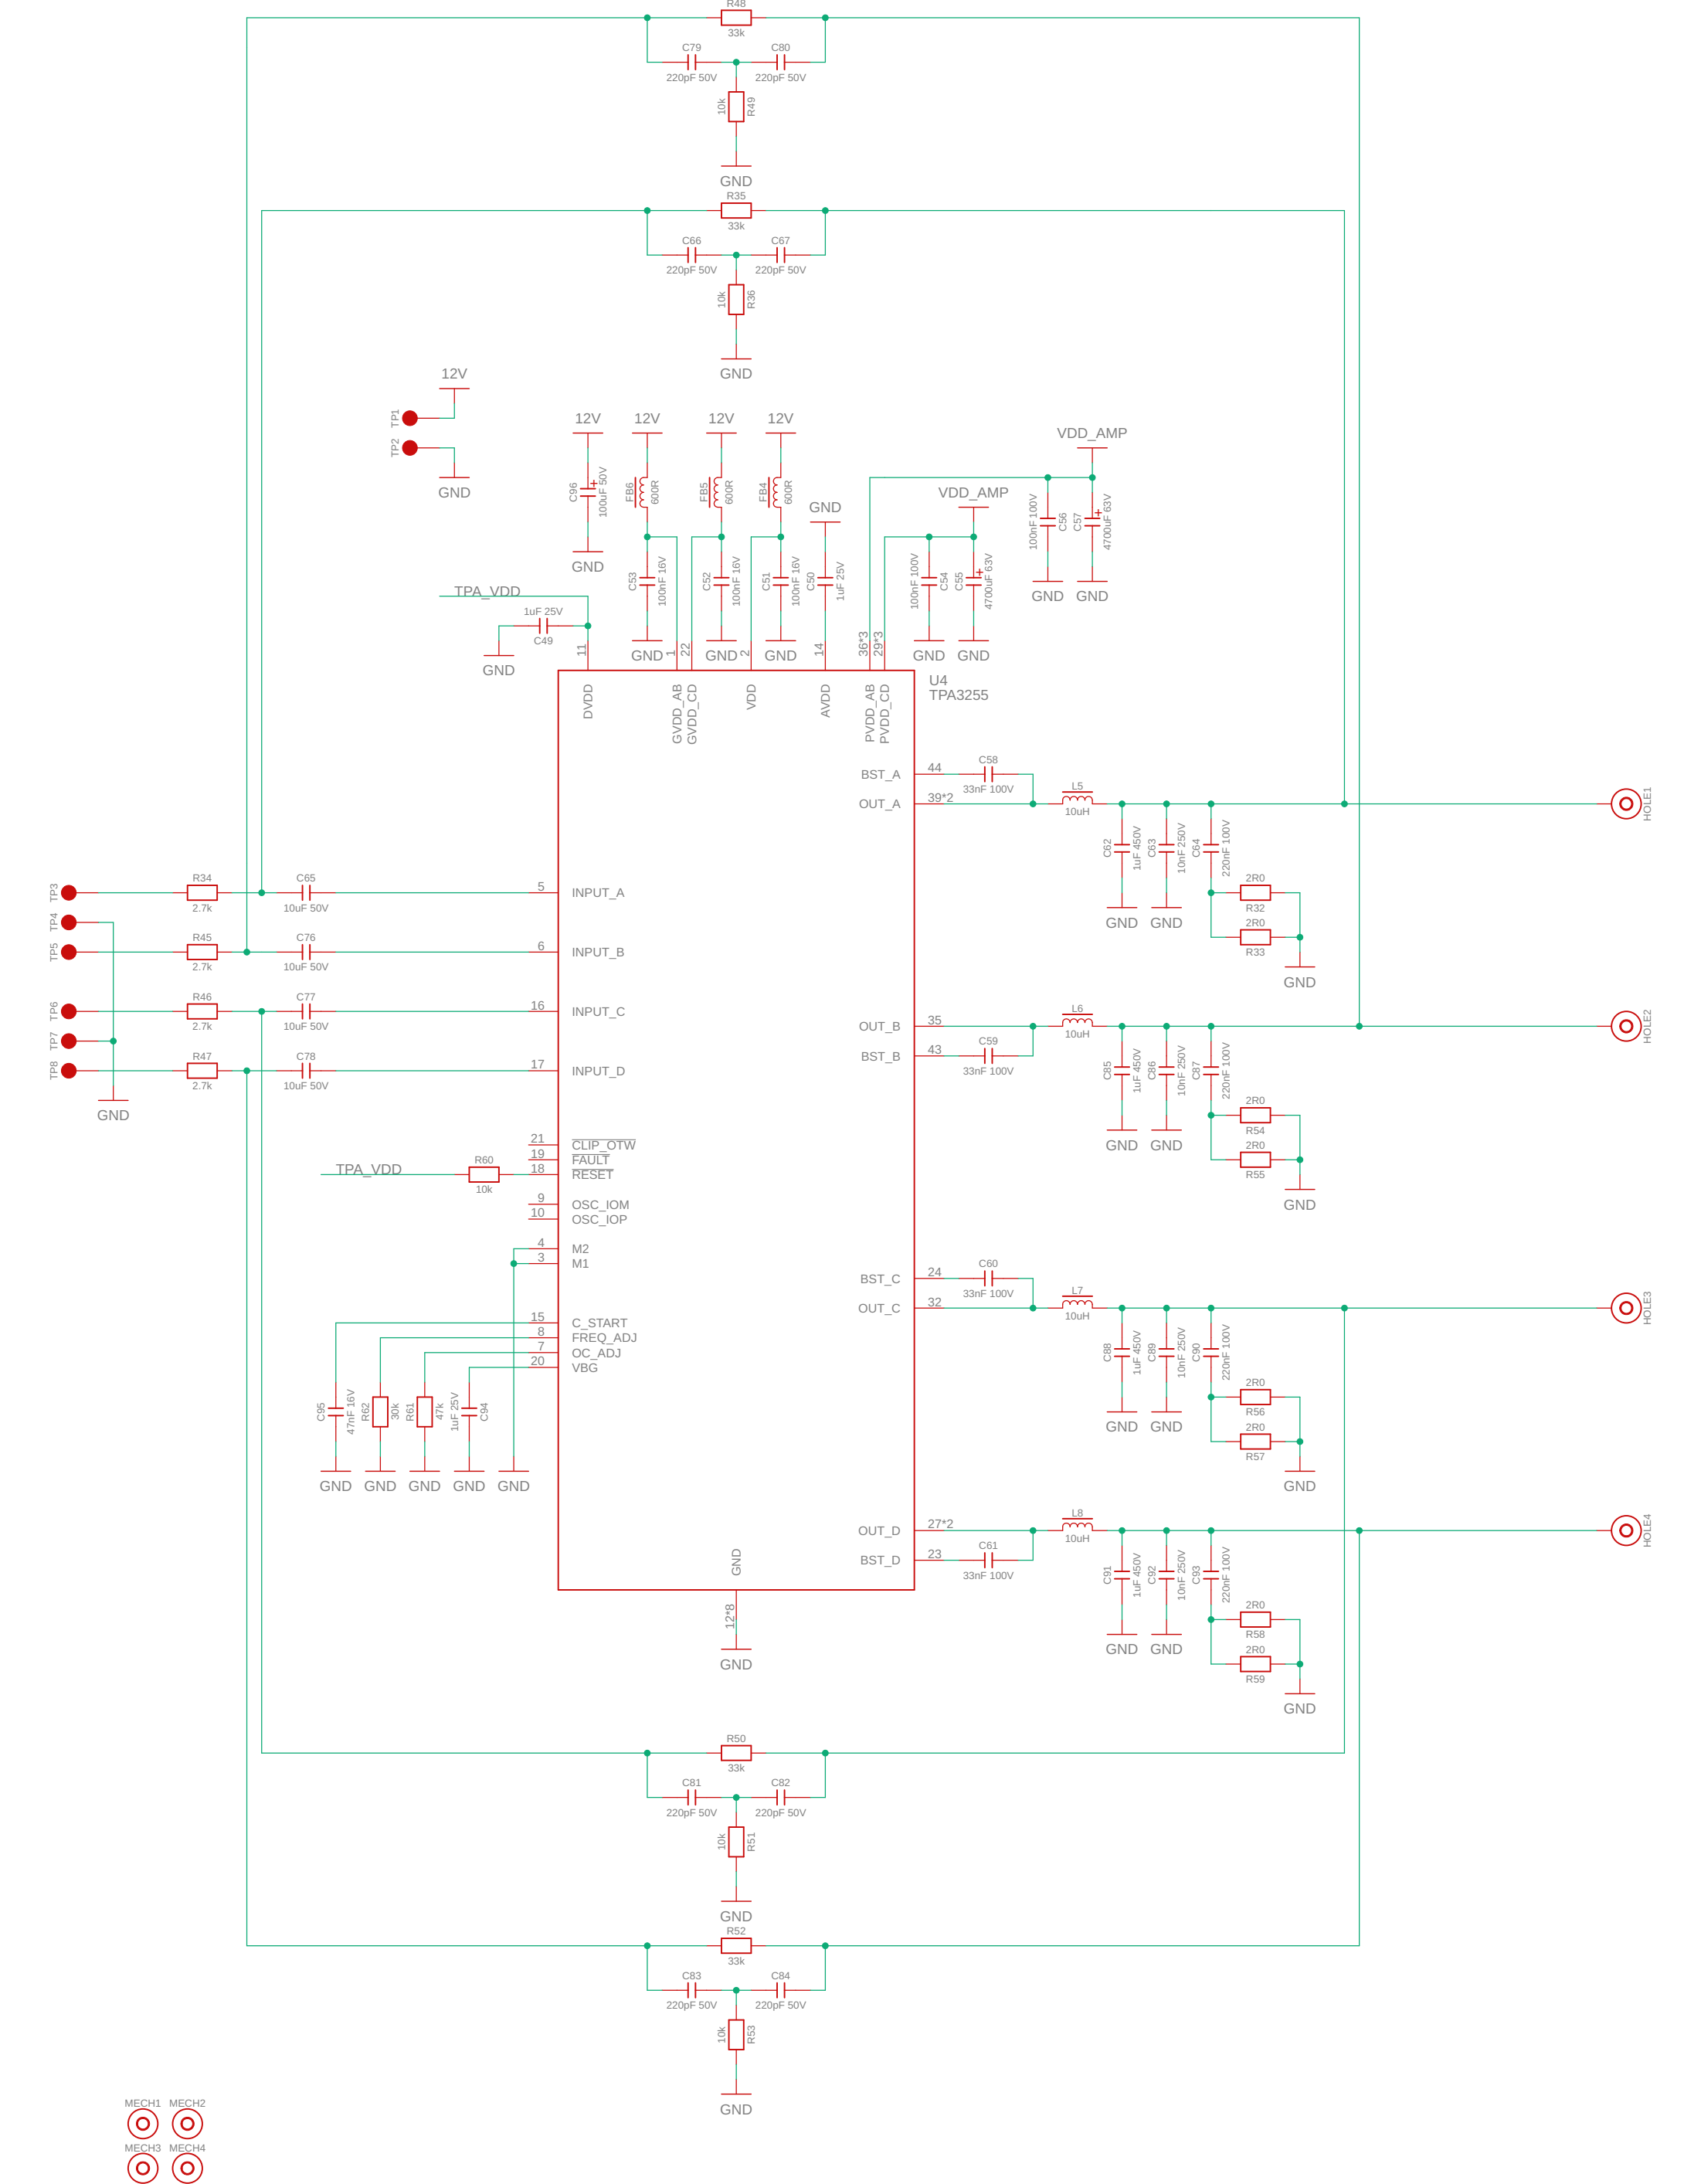 R48
33k
C79
C80
220pF 50V
220pF 50V
10k
R49
GND
R35
33k
C66
C67
220pF 50V
220pF 50V
10k
R36
GND
12V
TP1
TP2
GND
12V
12V
12V
12V
VDD_AMP
C96
100uF 50V
FB6
600R
FB5
600R
FB4
600R
GND
VDD_AMP
100nF 100V
C56
C57
4700uF 63V
GND
GND
GND
C53
100nF 16V
C52
100nF 16V
C51
100nF 16V
C50
1uF 25V
100nF 100V
C54
C55
4700uF 63V
TPA_VDD
1uF 25V
C49
GND
11
GND
1
22
GND
2
GND
14
36*3
29*3
GND
GND
U4
TPA3255
DVDD
GVDD_AB
GVDD_CD
VDD
AVDD
PVDD_AB
PVDD_CD
BST_A
44
C58
33nF 100V
OUT_A
39*2
L5
10uH
HOLE1
C62
1uF 450V
C63
10nF 250V
C64
220nF 100V
TP3
R34
2.7k
C65
10uF 50V
5
INPUT_A
2R0
R32
GND
GND
2R0
R33
GND
TP4
TP5
R45
2.7k
C76
10uF 50V
6
INPUT_B
TP6
R46
2.7k
C77
10uF 50V
16
INPUT_C
OUT_B
35
L6
10uH
HOLE2
TP7
BST_B
43
C59
33nF 100V
C85
1uF 450V
C86
10nF 250V
C87
220nF 100V
TP8
R47
2.7k
C78
10uF 50V
17
INPUT_D
GND
2R0
R54
GND
GND
2R0
R55
GND
21
CLIP_OTW
19
FAULT
TPA_VDD
R60
10k
18
RESET
9
OSC_IOM
10
OSC_IOP
4
M2
3
M1
BST_C
24
C60
33nF 100V
OUT_C
32
L7
10uH
HOLE3
15
C_START
8
FREQ_ADJ
7
OC_ADJ
20
VBG
C88
1uF 450V
C89
10nF 250V
C90
220nF 100V
C95
47nF 16V
R62
30k
R61
47k
1uF 25V
C94
GND
GND
GND
GND
GND
2R0
R56
GND
GND
2R0
R57
GND
OUT_D
27*2
L8
10uH
HOLE4
BST_D
23
C61
33nF 100V
C91
1uF 450V
C92
10nF 250V
C93
220nF 100V
GND
12*8
GND
2R0
R58
GND
GND
2R0
R59
GND
R50
33k
C81
C82
220pF 50V
220pF 50V
10k
R51
GND
R52
33k
C83
C84
220pF 50V
220pF 50V
10k
R53
GND
MECH1
MECH2
MECH3
MECH4